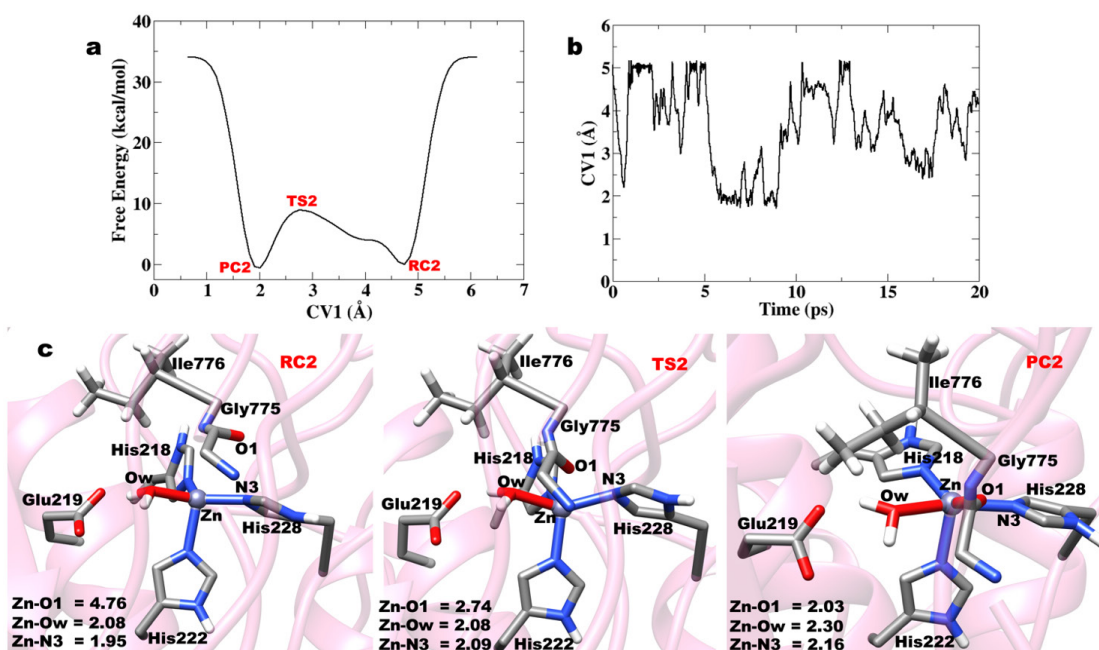 a
Free Energy (kcal/mol)
40
30
20
10
0
TS2
PC2
RC2
0 1 2 3 4 5 6 7
CV1 (Å)
b
CV1 (Å)
6
5
4
3
2
1
0
0 5 10 15 20
Time (ps)
c
RC2
Ile776
Gly775
His218
O1
Ow
N3
Glu219
Zn
His228
Zn-O1 = 4.76
Zn-Ow = 2.08
Zn-N3 = 1.95
His222
TS2
Ile776
Gly775
His218
O1
Ow
N3
Glu219
Zn
His228
Zn-O1 = 2.74
Zn-Ow = 2.08
Zn-N3 = 2.09
His222
PC2
Ile776
His218
Gly775
Zn
O1
His228
Ow
N3
Glu219
Zn-O1 = 2.03
Zn-Ow = 2.30
Zn-N3 = 2.16
His222